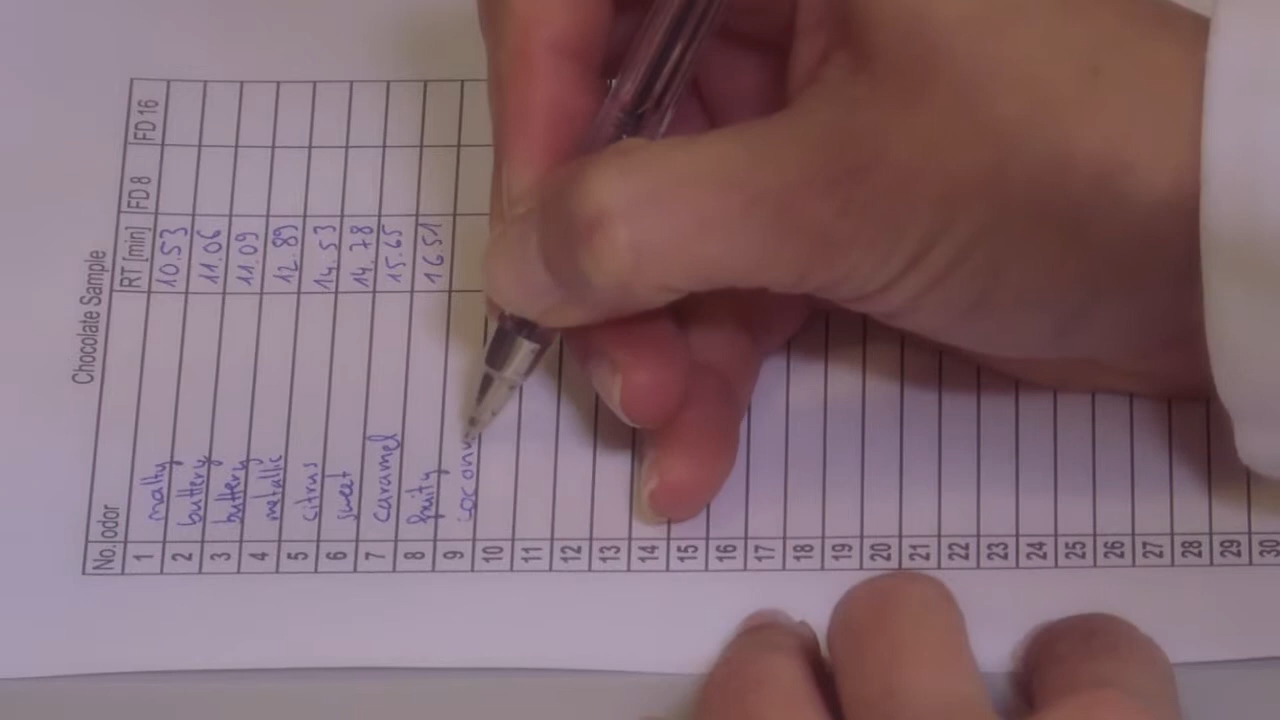 Chocolate Sample
No. odor RT [min] FD 8 FD 16
1 malty 10.53
2 buttery 11.06
3 buttery 11.09
4 metallic 12.89
5 citrus 14.53
6 sweet 14.78
7 caramel 15.65
8 fruity 16.51
9 coconu
10
11
12
13
14
15
16
17
18
19
20
21
22
23
24
25
26
27
28
29
30